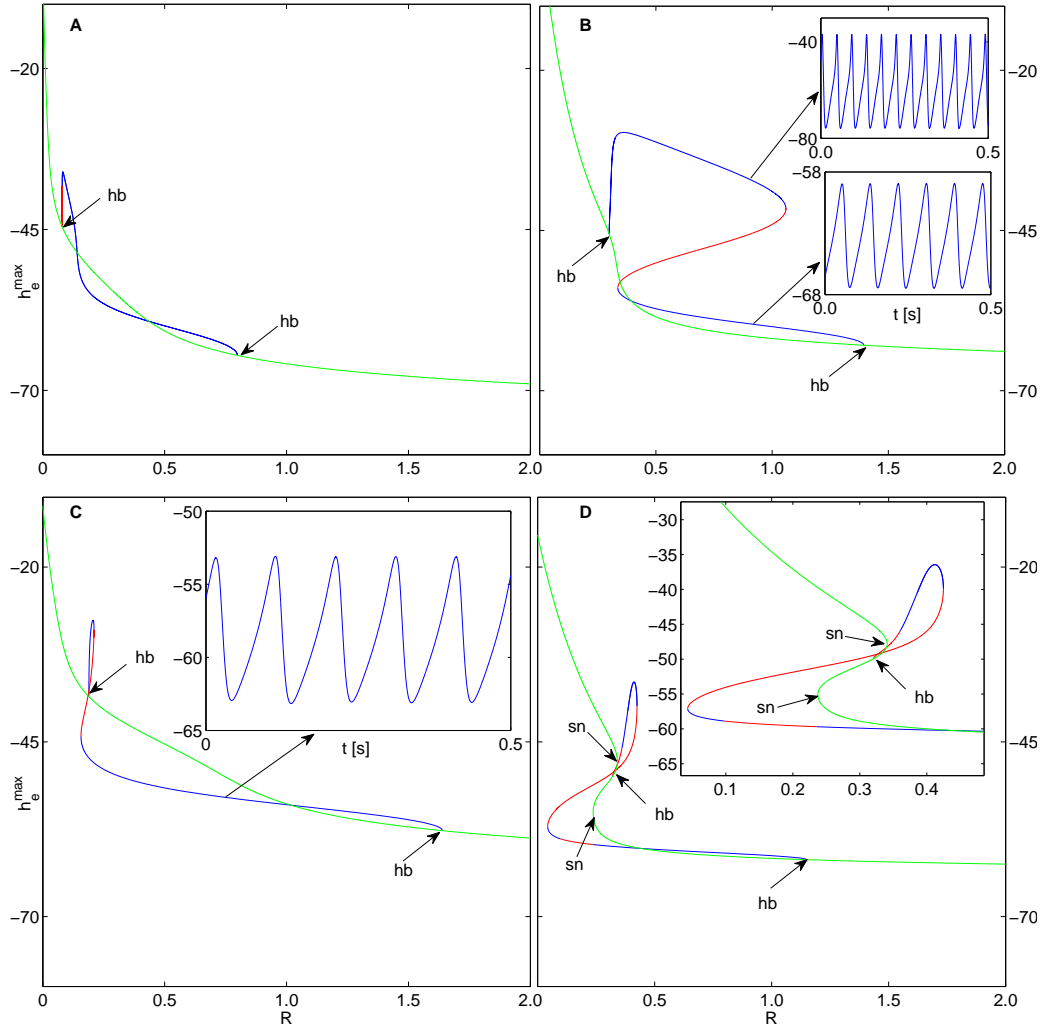 A
−20
−45
−70
h_e^max
hb
hb
0
0.5
1.0
1.5
2.0
B
−20
−45
−70
hb
hb
−40
−80
0.0
0.5
−58
−68
0.0
0.5
t [s]
0.5
1.0
1.5
2.0
C
−20
−45
−70
h_e^max
hb
hb
−50
−55
−60
−65
0
0.5
t [s]
0
0.5
1.0
1.5
2.0
R
D
−20
−45
−70
sn
hb
sn
hb
−30
−35
−40
−45
−50
−55
−60
−65
sn
hb
sn
0.1
0.2
0.3
0.4
0.5
1.0
1.5
2.0
R